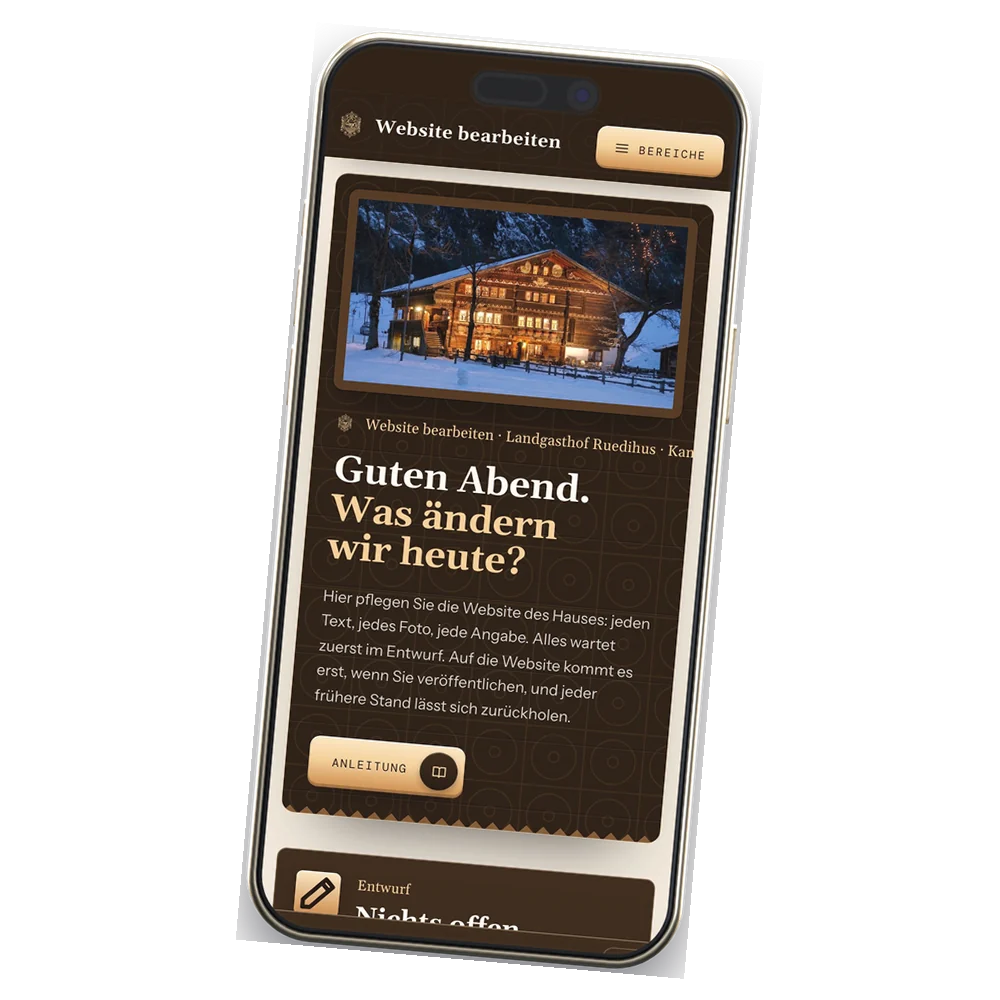 Website bearbeiten
BEREICHE
Website bearbeiten · Landgasthof Ruedihus · Kan
Guten Abend.
Was ändern
wir heute?
Hier pflegen Sie die Website des Hauses: jeden
Text, jedes Foto, jede Angabe. Alles wartet
zuerst im Entwurf. Auf die Website kommt es
erst, wenn Sie veröffentlichen, und jeder
frühere Stand lässt sich zurückholen.
ANLEITUNG
Entwurf
Nichts offen